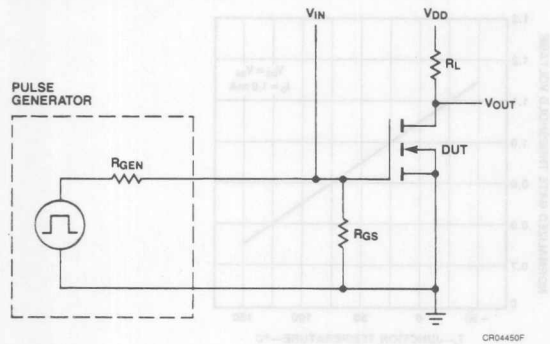 VIN
VDD
RL
PULSE
GENERATOR
VOUT
RGEN
DUT
RGS
CR04450F